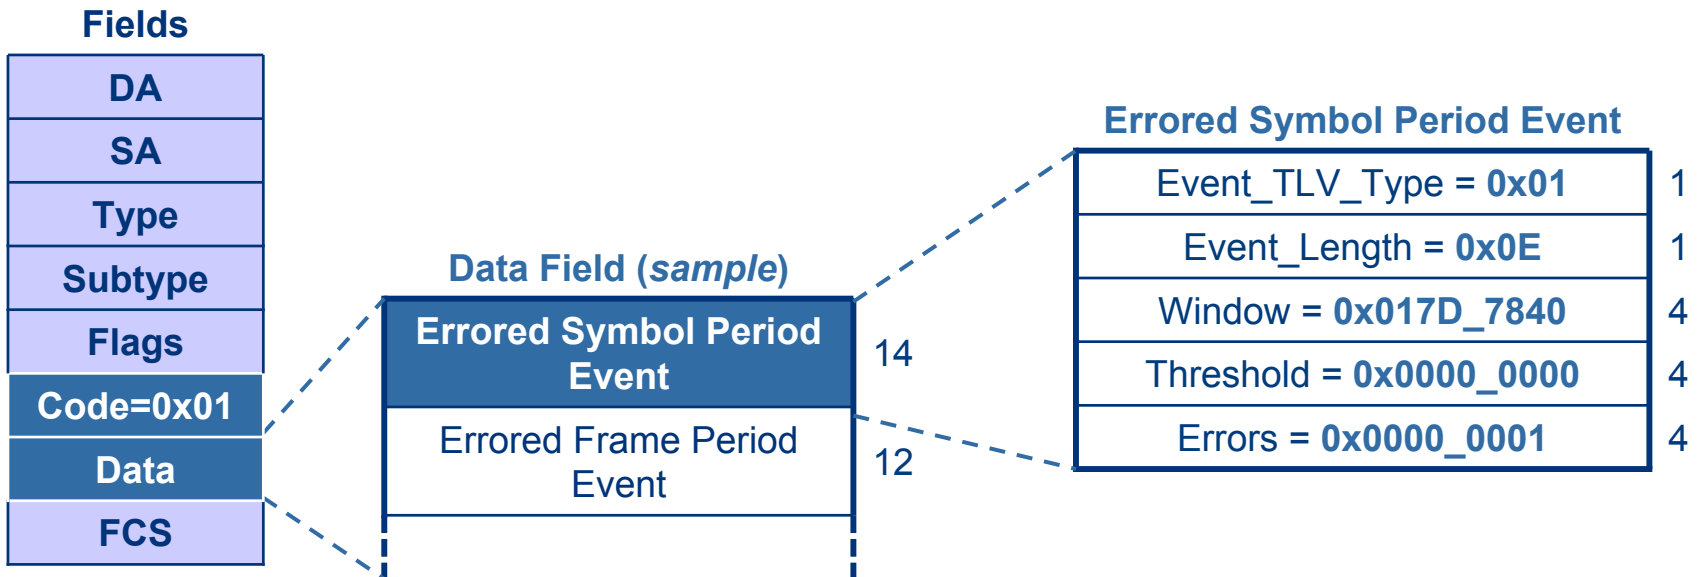 Fields
DA
SA
Type
Subtype
Flags
Code=0x01
Data
FCS
Data Field (sample)
Errored Symbol Period
Event
14
Errored Frame Period
Event
12
Errored Symbol Period Event
Event_TLV_Type = 0x01
1
Event_Length = 0x0E
1
Window = 0x017D_7840
4
Threshold = 0x0000_0000
4
Errors = 0x0000_0001
4